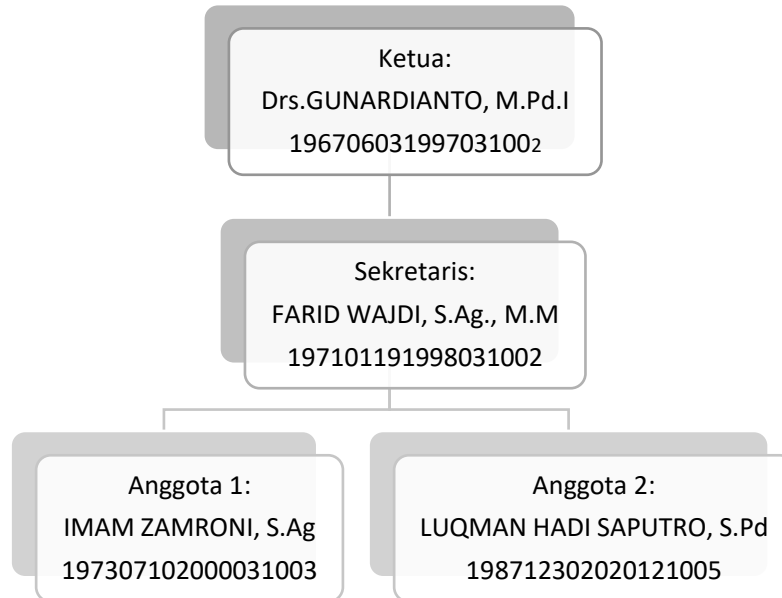 Ketua:
Drs.GUNARDIANTO, M.Pd.I
196706031997031002
Sekretaris:
FARID WAJDI, S.Ag., M.M
197101191998031002
Anggota 1:
IMAM ZAMRONI, S.Ag
197307102000031003
Anggota 2:
LUQMAN HADI SAPUTRO, S.Pd
198712302020121005